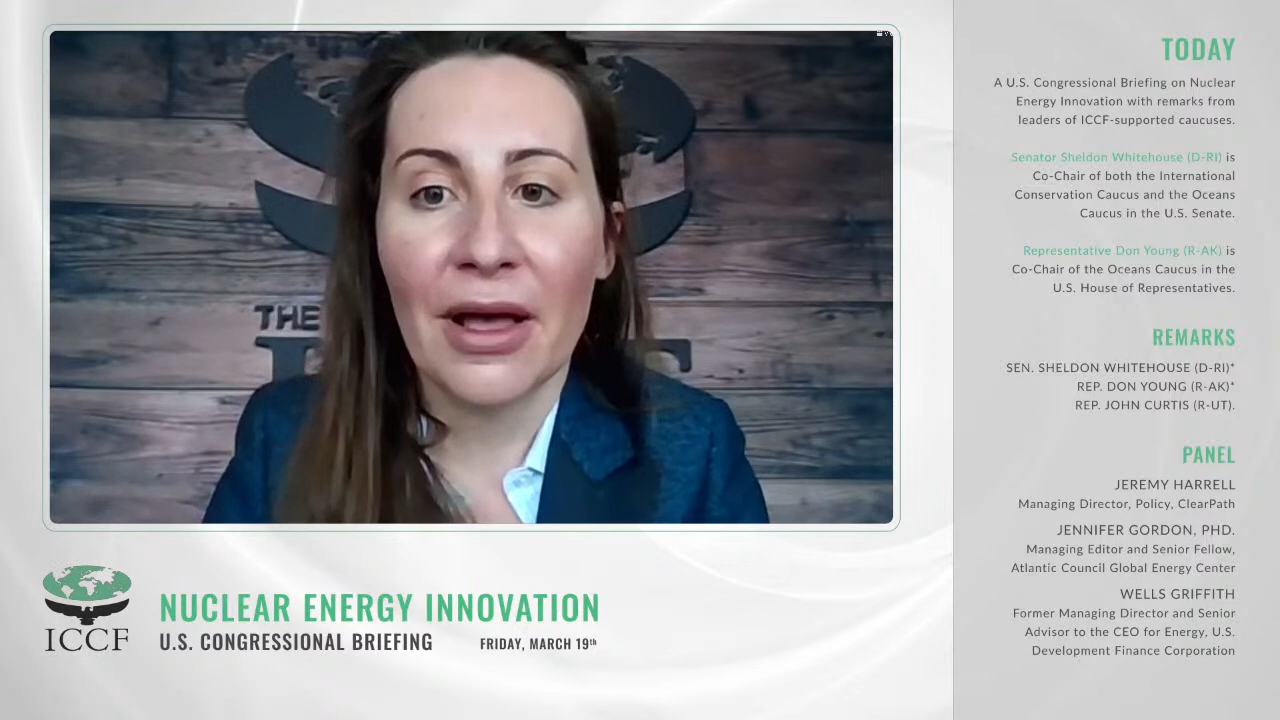 THE
NUCLEAR ENERGY INNOVATION
U.S. CONGRESSIONAL BRIEFING
FRIDAY, MARCH 19th
ICCF
TODAY
A U.S. Congressional Briefing on Nuclear
Energy Innovation with remarks from
leaders of ICCF-supported caucuses.
Senator Sheldon Whitehouse (D-RI) is
Co-Chair of both the International
Conservation Caucus and the Oceans
Caucus in the U.S. Senate.
Representative Don Young (R-AK) is
Co-Chair of the Oceans Caucus in the
U.S. House of Representatives.
REMARKS
SEN. SHELDON WHITEHOUSE (D-RI)*
REP. DON YOUNG (R-AK)*
REP. JOHN CURTIS (R-UT).
PANEL
JEREMY HARRELL
Managing Director, Policy, ClearPath
JENNIFER GORDON, PHD.
Managing Editor and Senior Fellow,
Atlantic Council Global Energy Center
WELLS GRIFFITH
Former Managing Director and Senior
Advisor to the CEO for Energy, U.S.
Development Finance Corporation